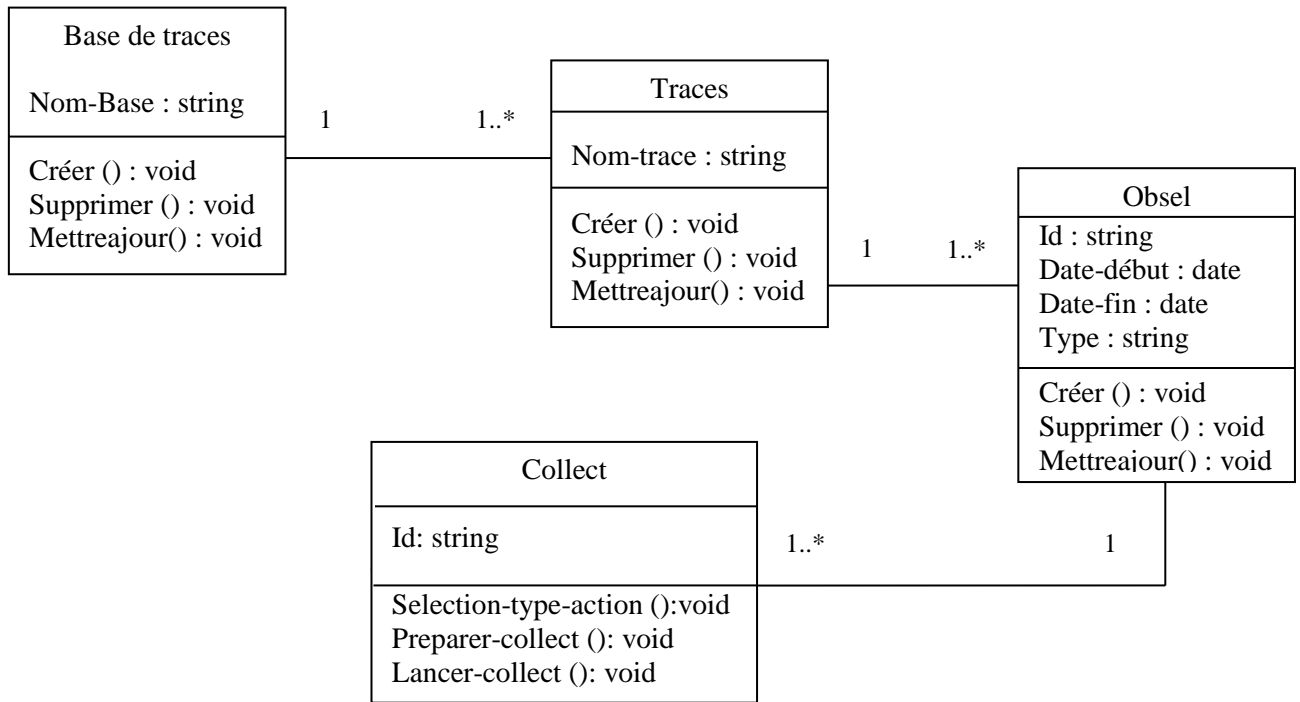 Base de traces
Nom-Base : string
Créer () : void
Supprimer () : void
Mettreajour() : void
1
1..*
Traces
Nom-trace : string
Créer () : void
Supprimer () : void
Mettreajour() : void
1
1..*
Obsel
Id : string
Date-début : date
Date-fin : date
Type : string
Créer () : void
Supprimer () : void
Mettreajour() : void
Collect
Id: string
Selection-type-action ():void
Preparer-collect (): void
Lancer-collect (): void
1..*
1